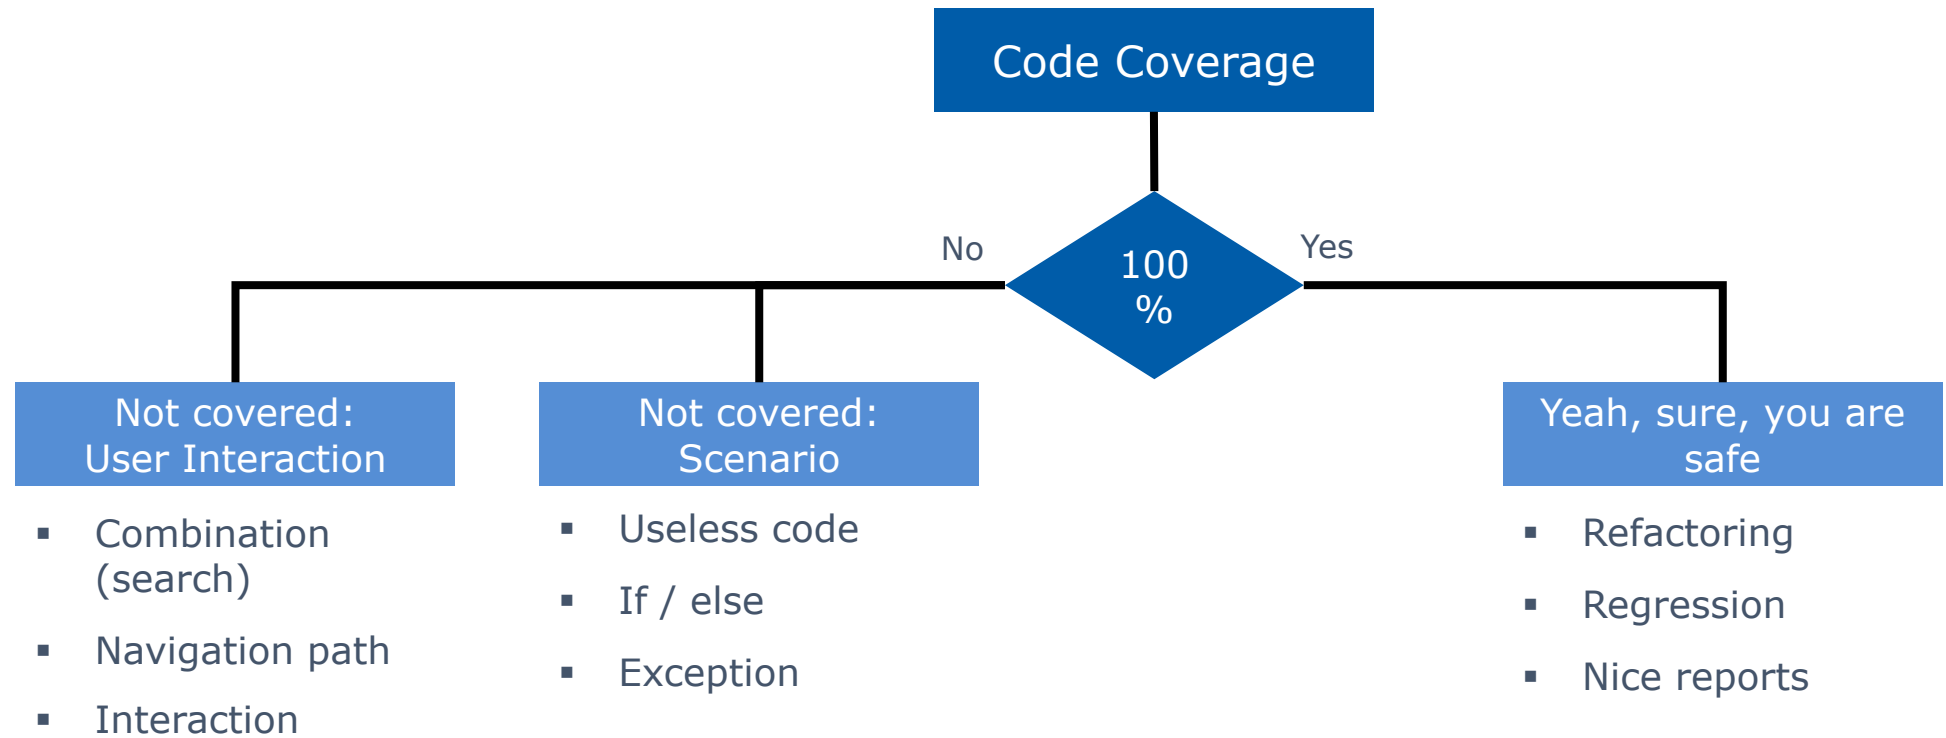 Code Coverage
No
100
%
Yes
Not covered:
User Interaction
▪ Combination
(search)
▪ Navigation path
▪ Interaction
Not covered:
Scenario
▪ Useless code
▪ If / else
▪ Exception
Yeah, sure, you are
safe
▪ Refactoring
▪ Regression
▪ Nice reports